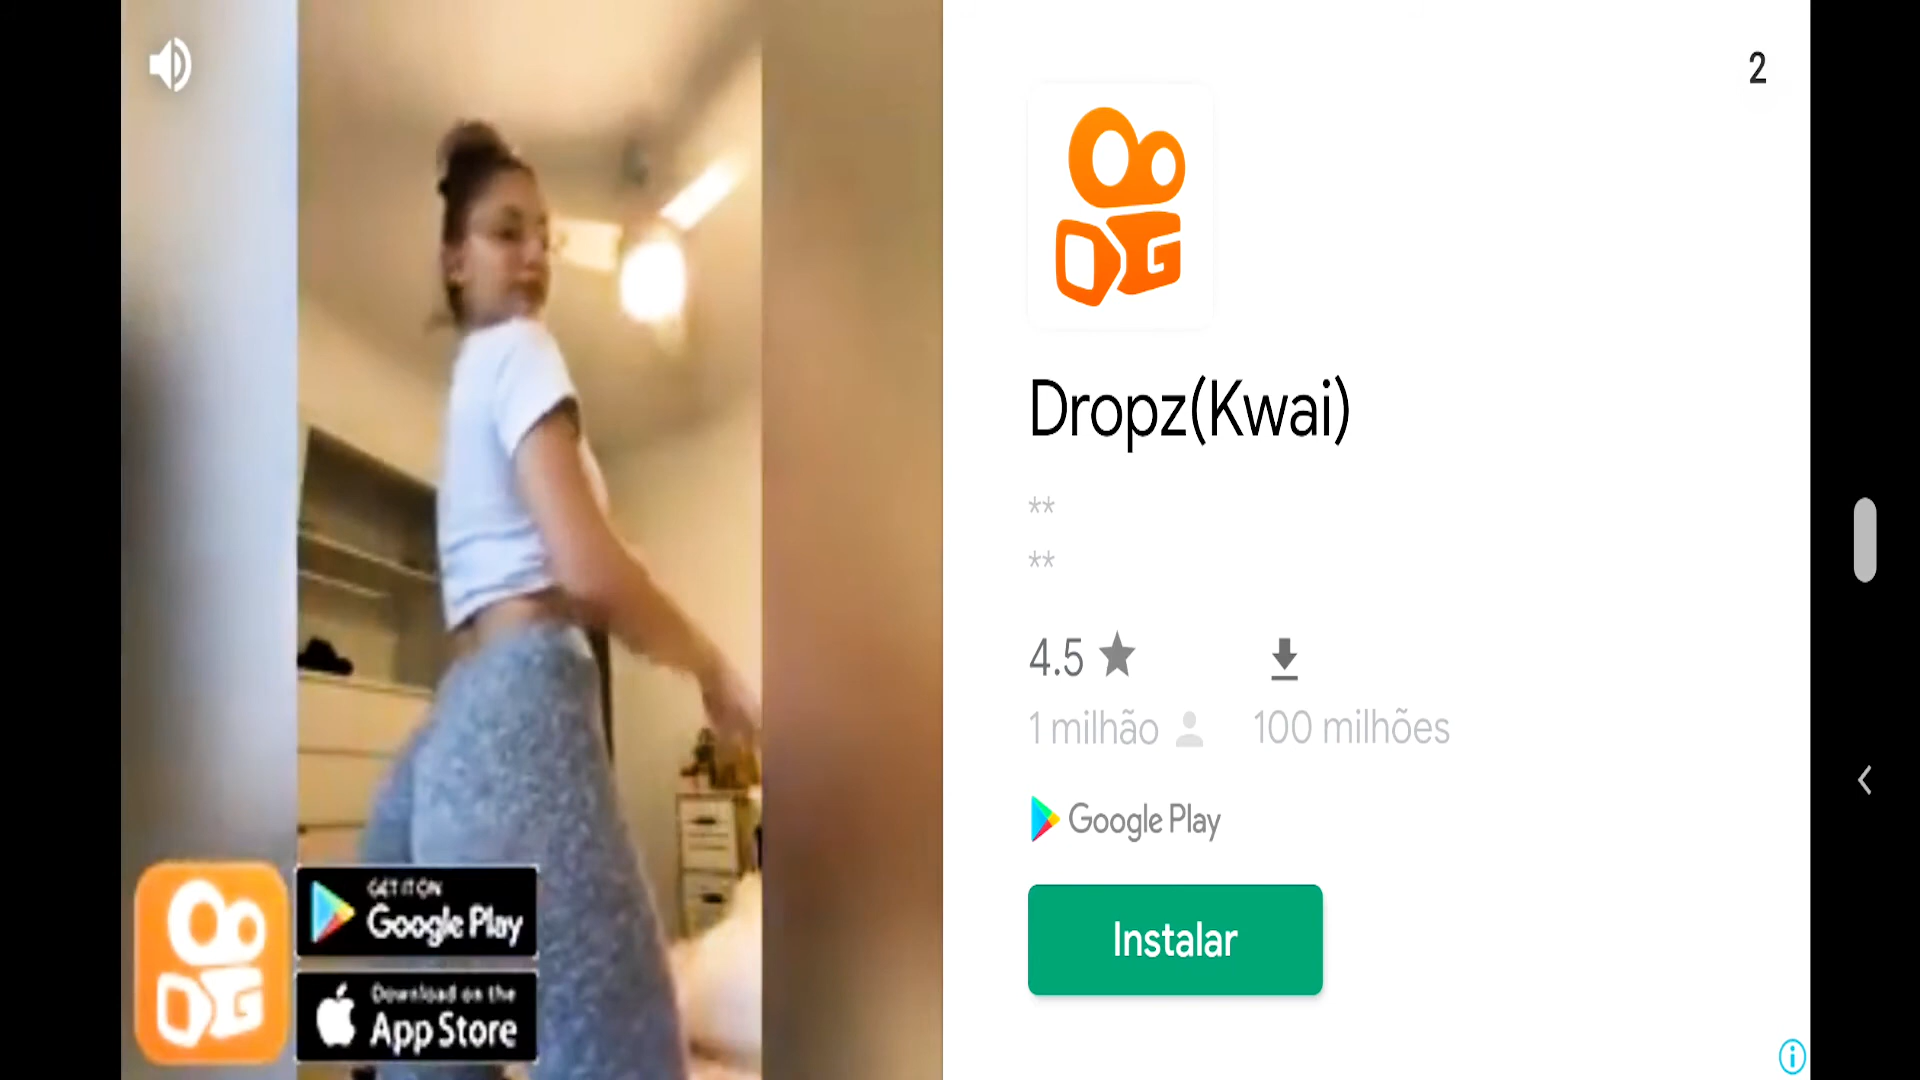 2
Dropz(Kwai)
**
**
4.5
1 milhão
100 milhões
Google Play
Instalar
GET IT ON
Google Play
Download on the
App Store